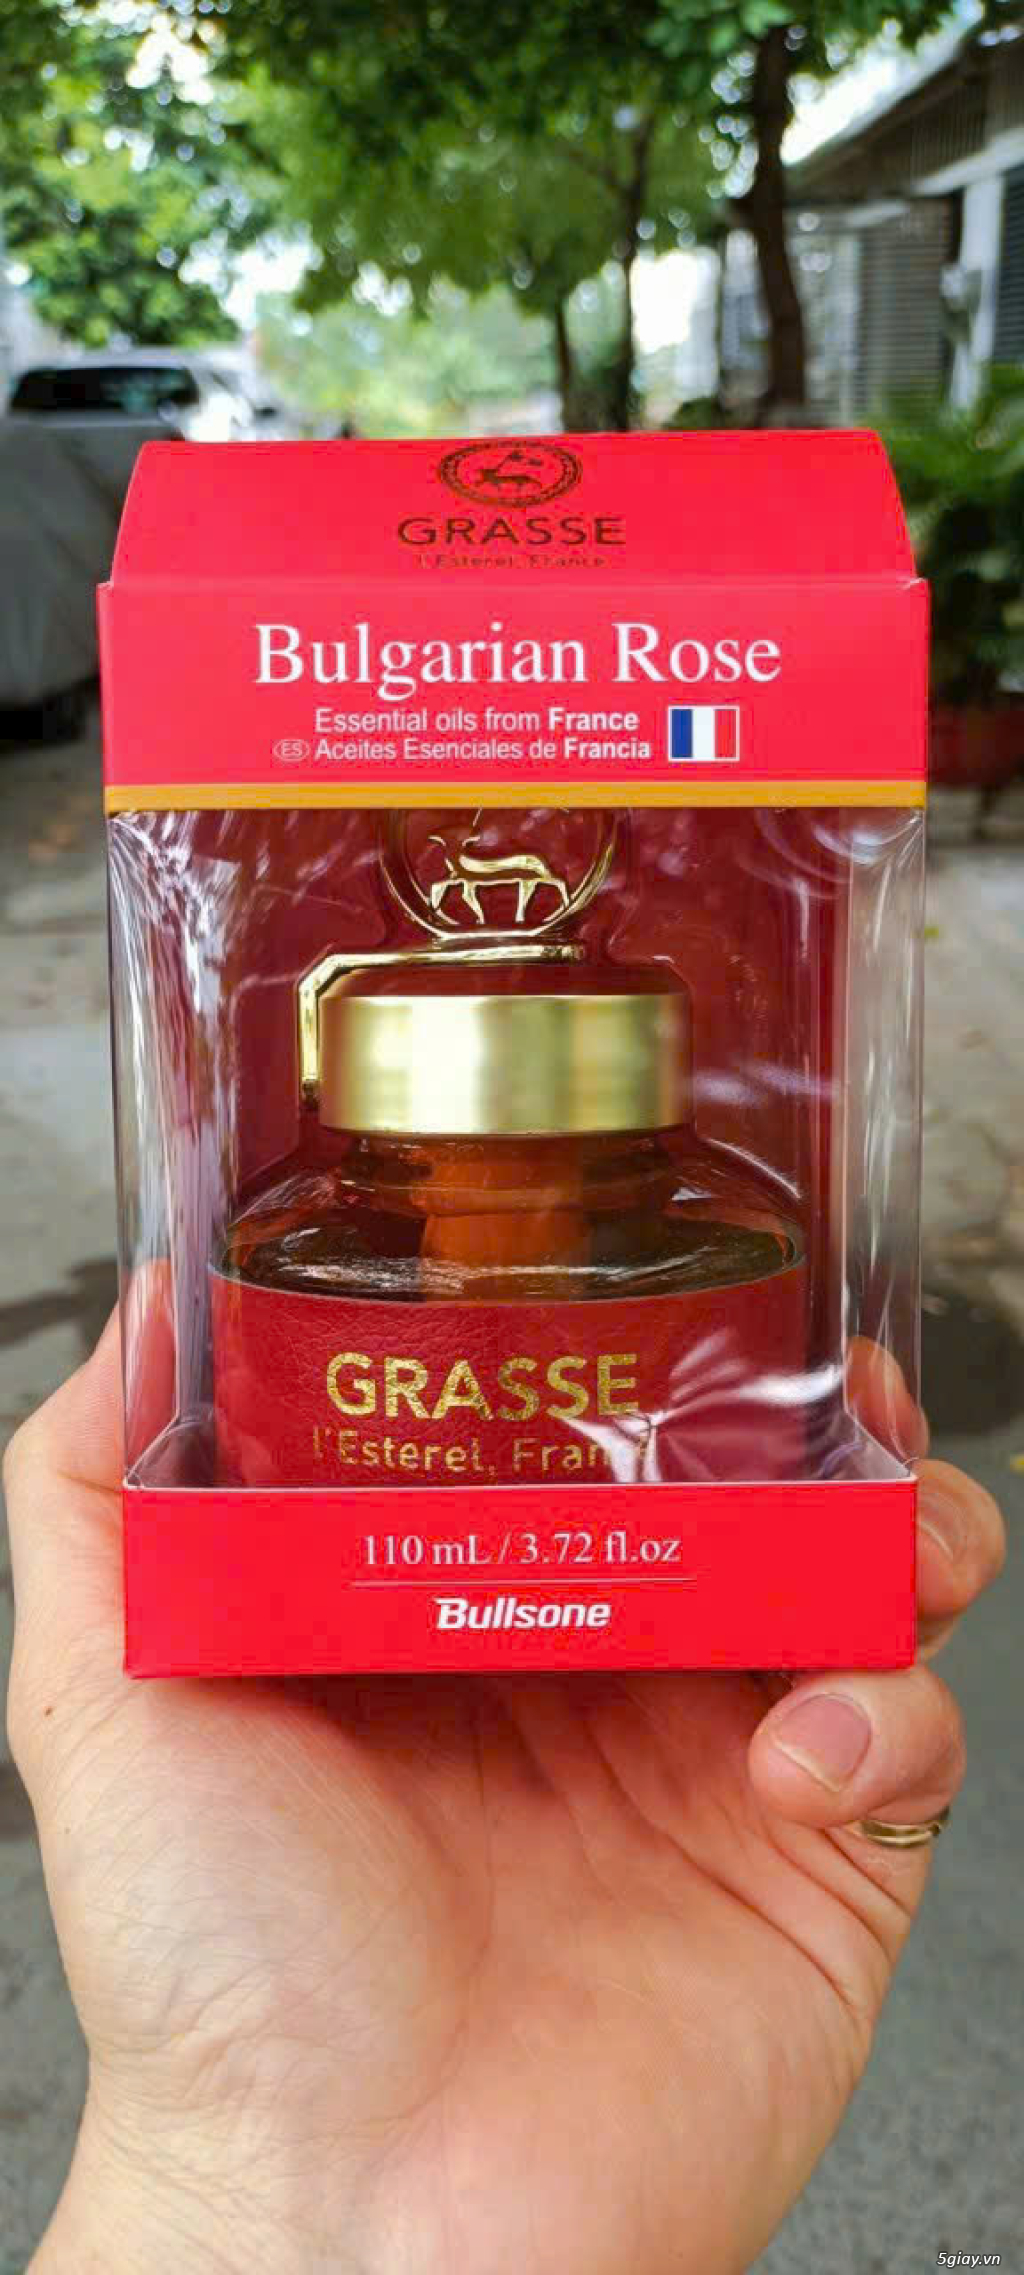 GRASSE
l'Esterel, France
Bulgarian Rose
Essential oils from France
ES Aceites Esenciales de Francia
GRASSE
l'Esterel, Fran
110 mL / 3.72 fl.oz
Bullsone
5giay.vn